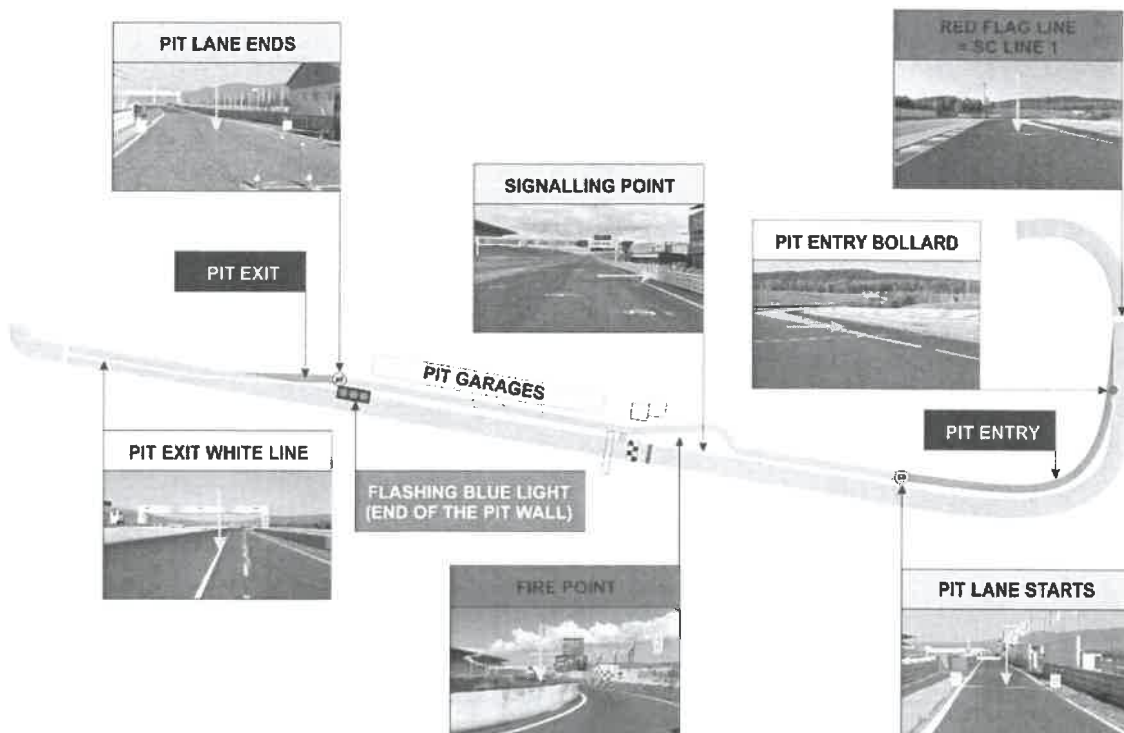 PIT LANE ENDS
RED FLAG LINE
= SC LINE 1
SIGNALLING POINT
PIT ENTRY BOLLARD
PIT EXIT
PIT GARAGES
PIT ENTRY
PIT EXIT WHITE LINE
FLASHING BLUE LIGHT
(END OF THE PIT WALL)
FIRE POINT
PIT LANE STARTS